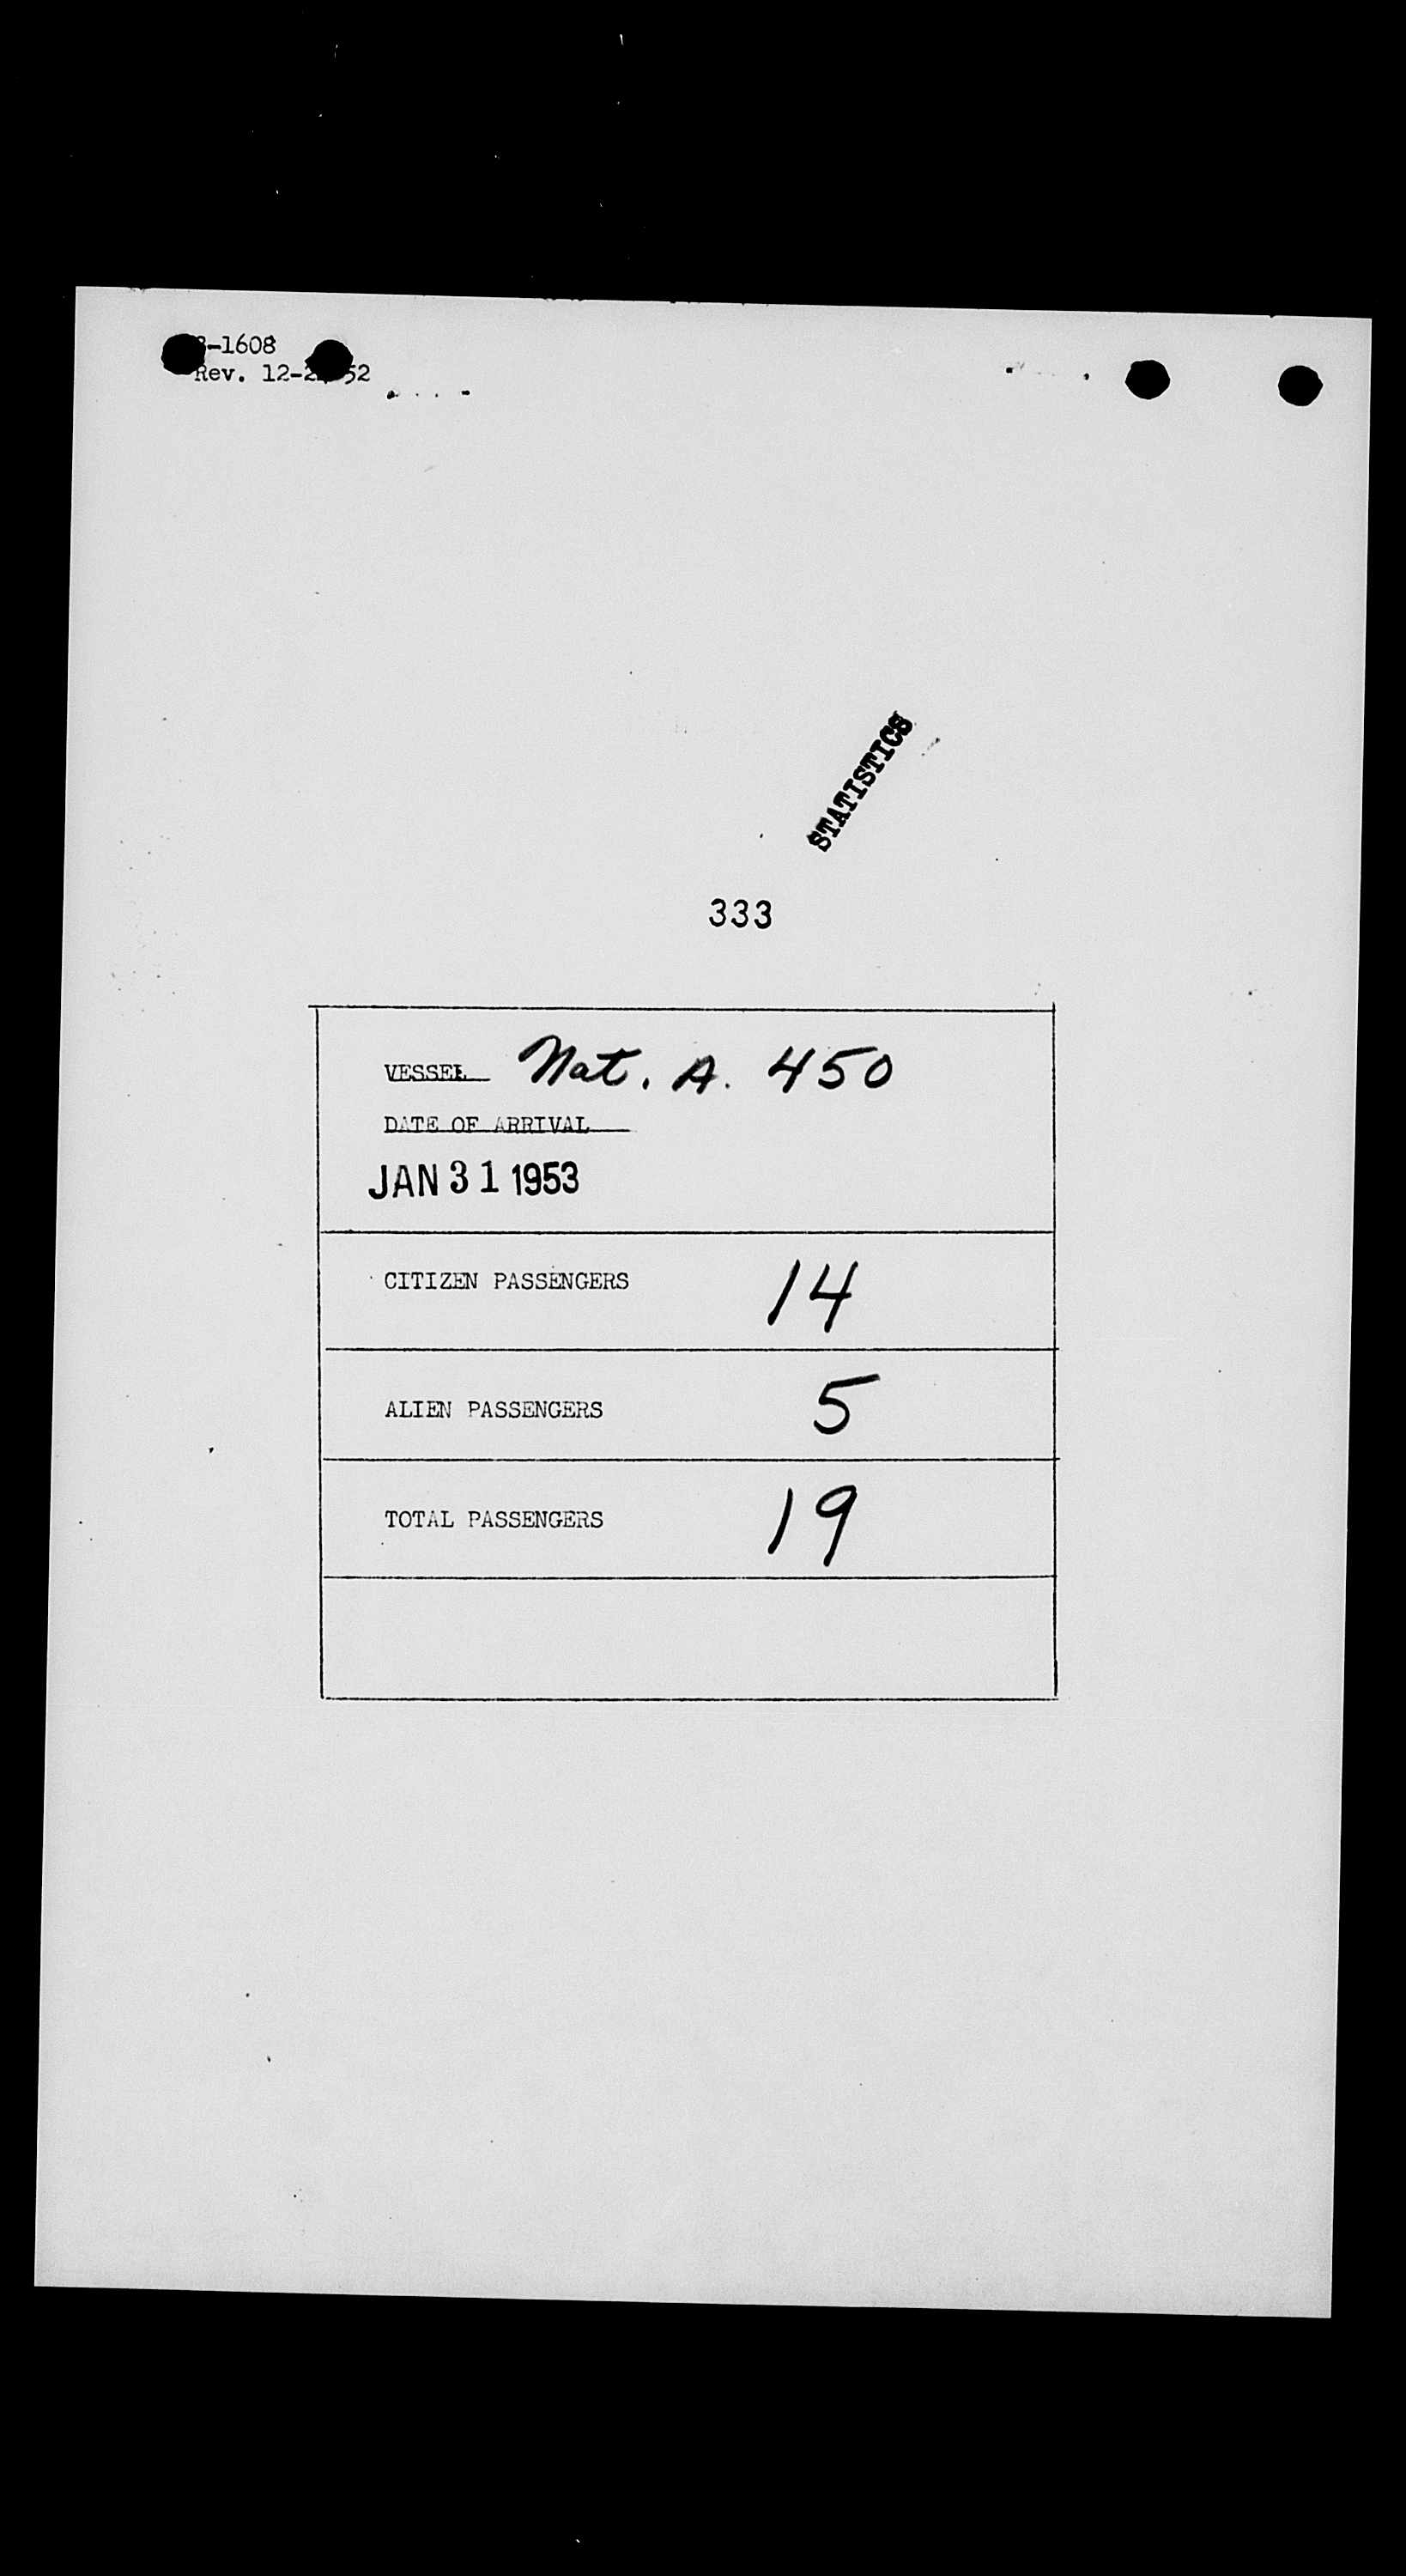 -1608
Rev. 12- 52
STATISTICS
333
VESSEL Nat. A. 450
DATE OF ARRIVAL
JAN 31 1953
CITIZEN PASSENGERS 14
ALIEN PASSENGERS 5
TOTAL PASSENGERS 19